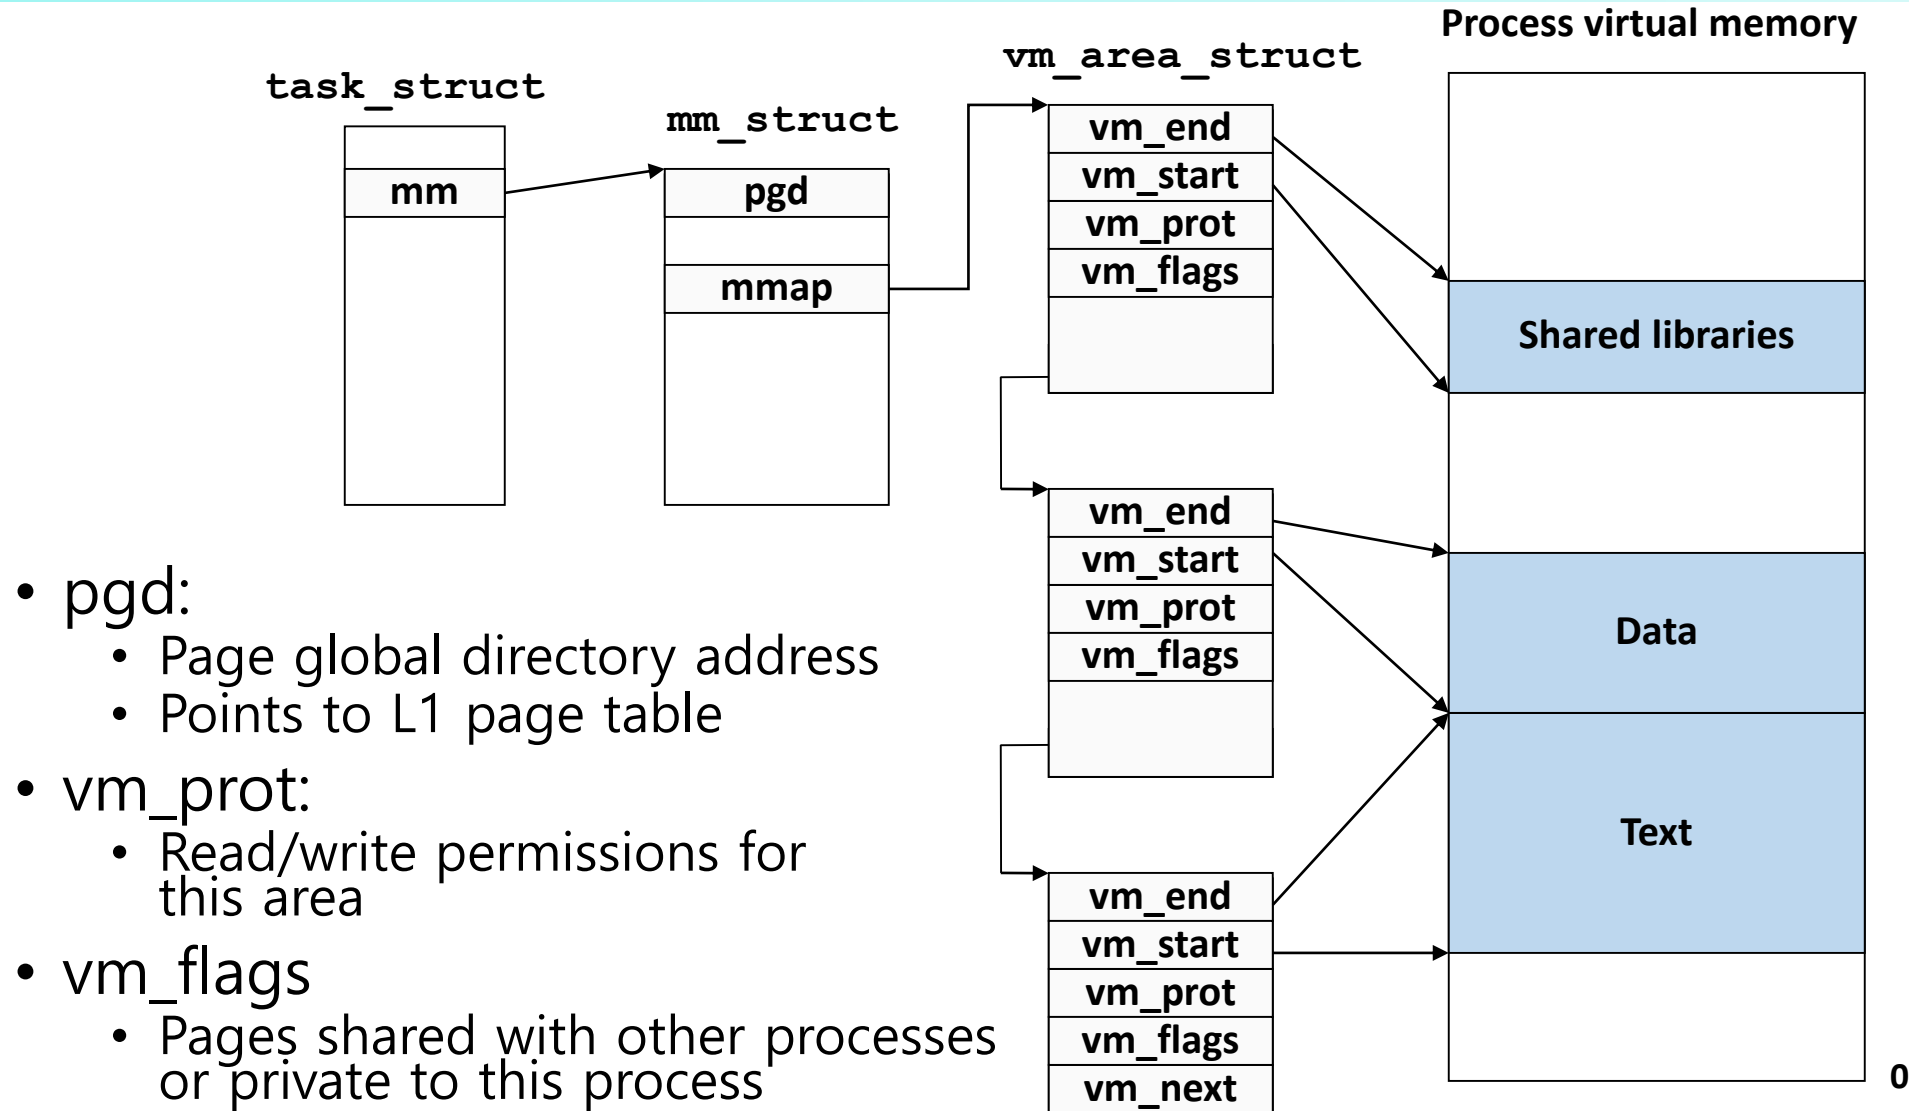 Process virtual memory
vm_area_struct
task_struct
mm_struct
mm
pgd
mmap
vm_end
vm_start
vm_prot
vm_flags
Shared libraries
vm_end
vm_start
vm_prot
vm_flags
Data
Text
vm_end
vm_start
vm_prot
vm_flags
vm_next
0
• pgd:
• Page global directory address
• Points to L1 page table
• vm_prot:
• Read/write permissions for
this area
• vm_flags
• Pages shared with other processes
or private to this process